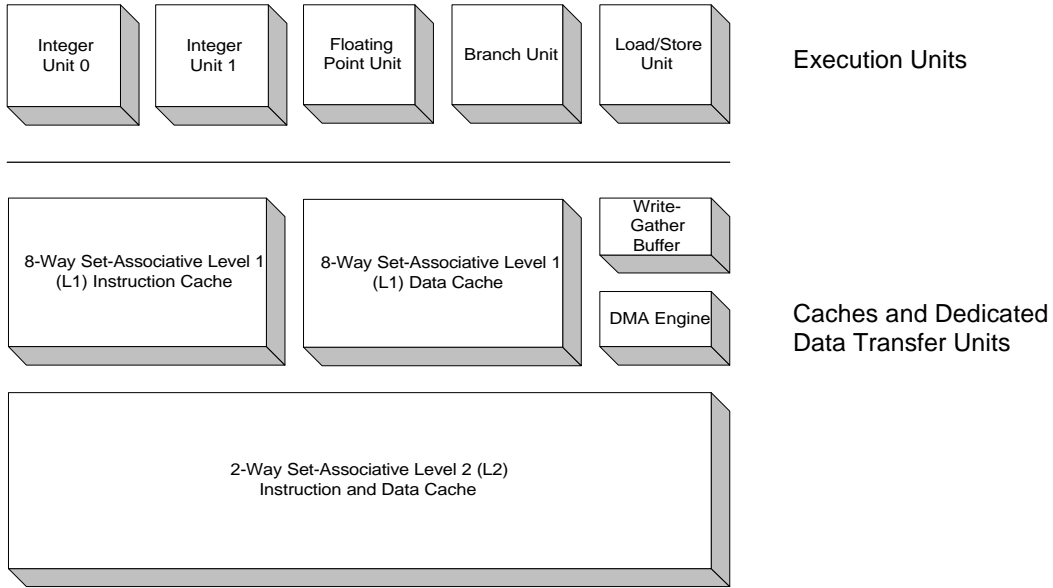 Integer
Unit 0
Integer
Unit 1
Floating
Point Unit
Branch Unit
Load/Store
Unit
Execution Units
8-Way Set-Associative Level 1
(L1) Instruction Cache
8-Way Set-Associative Level 1
(L1) Data Cache
Write-
Gather
Buffer
DMA Engine
Caches and Dedicated
Data Transfer Units
2-Way Set-Associative Level 2 (L2)
Instruction and Data Cache